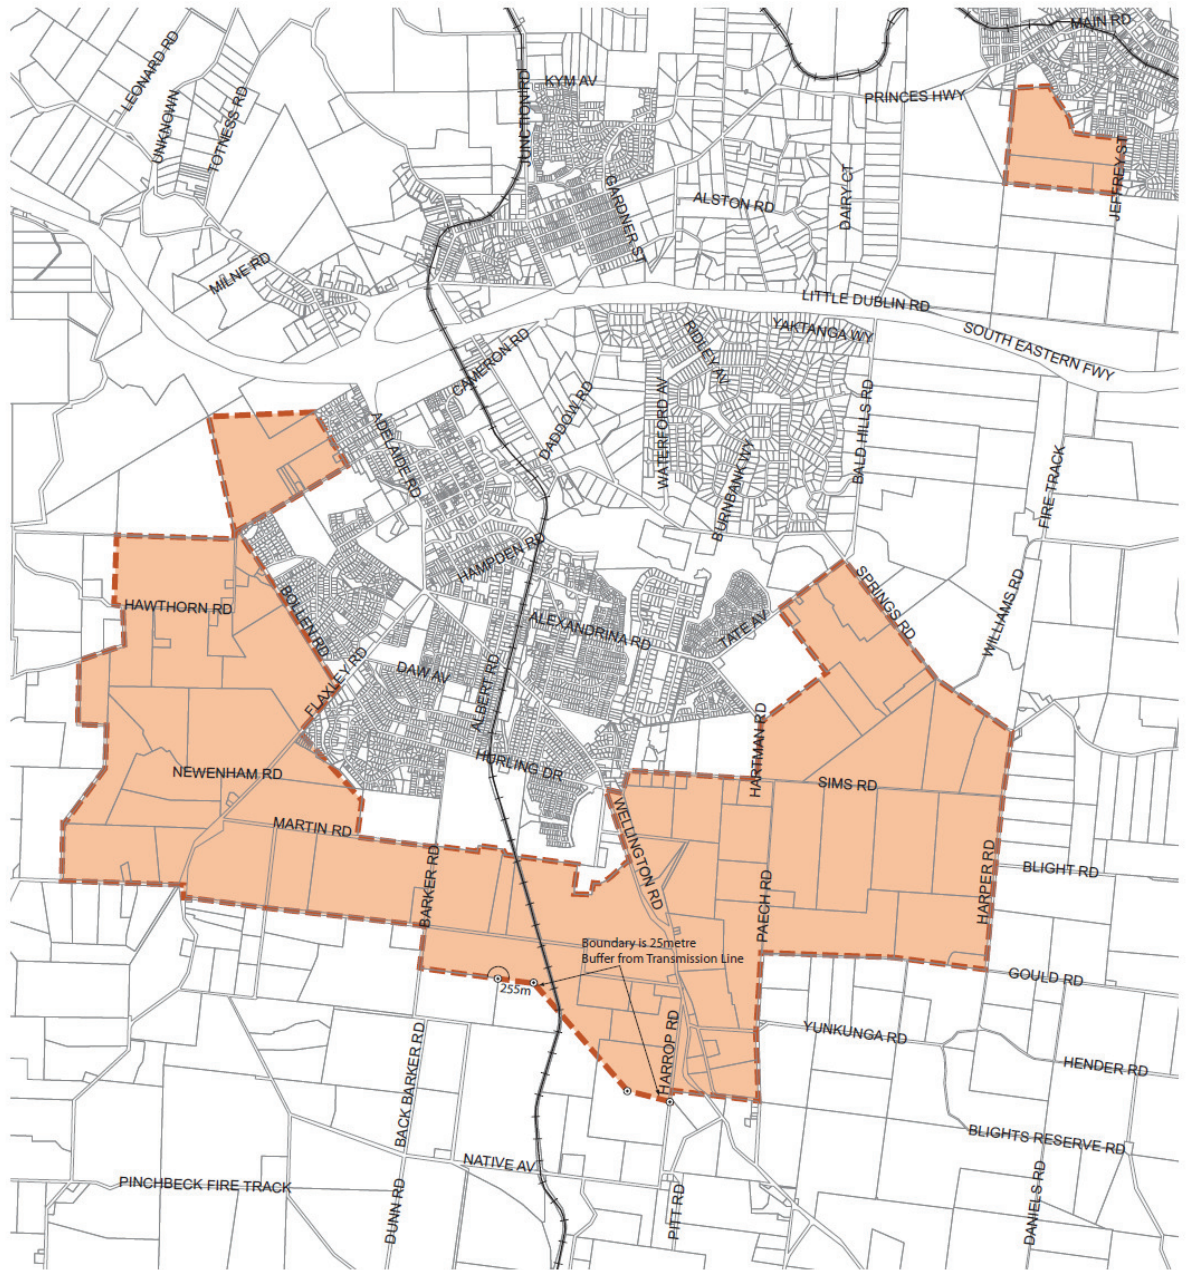 MAIN RD
LEONARD RD
KYM AV
JUNCTION RD
PRINCES HWY
UNKNOWN
TOTNESS RD
JEFFREY ST
GARDNER ST
ALSTON RD
DAIRY CT
MILNE RD
LITTLE DUBLIN RD
YAKTANGA WY
SOUTH EASTERN FWY
RIDLEY AV
CAMERON RD
DADDOW RD
WATERFORD AV
BALD HILLS RD
ADELAIDE RD
BURNBANK WY
FIRE TRACK
HAMPDEN RD
SPRINGS RD
WILLIAMS RD
HAWTHORN RD
BOLLEN RD
ALEXANDRINA RD
TATE AV
FLAXLEY RD
DAW AV
ALBERT RD
HARTMAN RD
NEWENHAM RD
HURLING DR
SIMS RD
MARTIN RD
WELLINGTON RD
BARKER RD
PAECH RD
HARPER RD
BLIGHT RD
Boundary is 25metre
Buffer from Transmission Line
GOULD RD
255m
YUNKUNGA RD
HARROP RD
HENDER RD
BACK BARKER RD
BLIGHTS RESERVE RD
NATIVE AV
PINCHBECK FIRE TRACK
DUNN RD
PITT RD
DANIELS RD